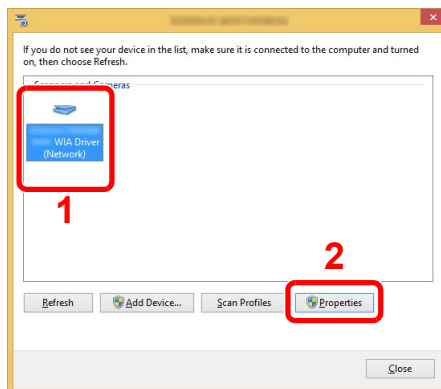 If you do not see your device in the list, make sure it is connected to the computer and turned
on, then choose Refresh.
Scanners and Cameras
WIA Driver
(Network)
1
2
Refresh
Add Device...
Scan Profiles
Properties
Close